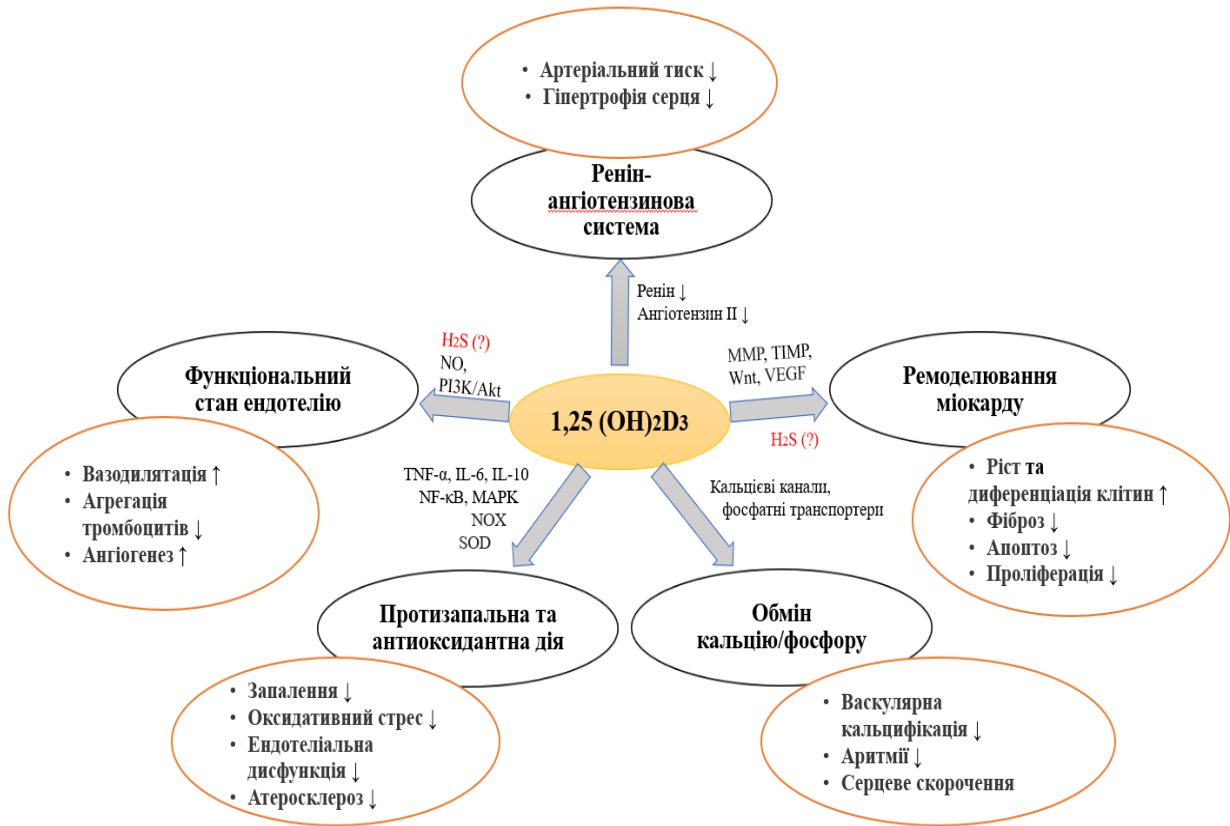 • Артеріальний тиск ↓
• Гіпертрофія серця ↓
Ренін-
ангіотензинова
система
Ренін ↓
Ангіотензин II ↓
H2S (?)
NO,
PI3K/Akt
MMP, TIMP,
Wnt, VEGF
H2S (?)
Функціональний
стан ендотелію
1,25 (OH)2D3
Ремоделювання
міокарду
• Вазодилятація ↑
• Агрегація
тромбоцитів ↓
• Ангіогенез ↑
TNF-α, IL-6, IL-10
NF-κB, MAPK
NOX
SOD
Кальцієві канали,
фосфатні транспортери
• Ріст та
диференціація клітин ↑
• Фіброз ↓
• Апоптоз ↓
• Проліферація ↓
Протизапальна та
антиоксидантна дія
Обмін
кальцію/фосфору
• Запалення ↓
• Оксидативний стрес ↓
• Ендотеліальна
дисфункція ↓
• Атеросклероз ↓
• Васкулярна
кальцифікація ↓
• Аритмії ↓
• Серцеве скорочення